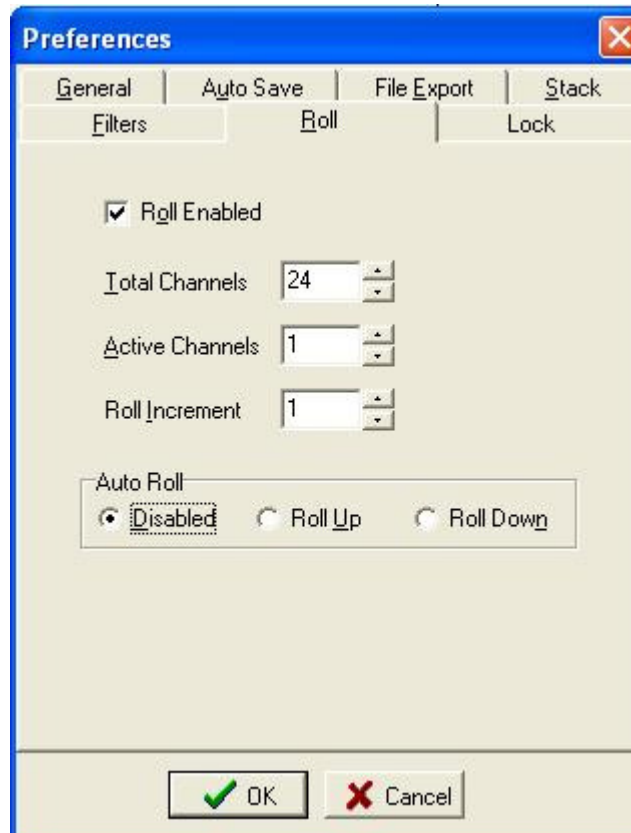 Preferences
General Auto Save File Export Stack
Filters Roll Lock
Roll Enabled
Total Channels 24
Active Channels 1
Roll Increment 1
Auto Roll
Disabled Roll Up Roll Down
OK Cancel